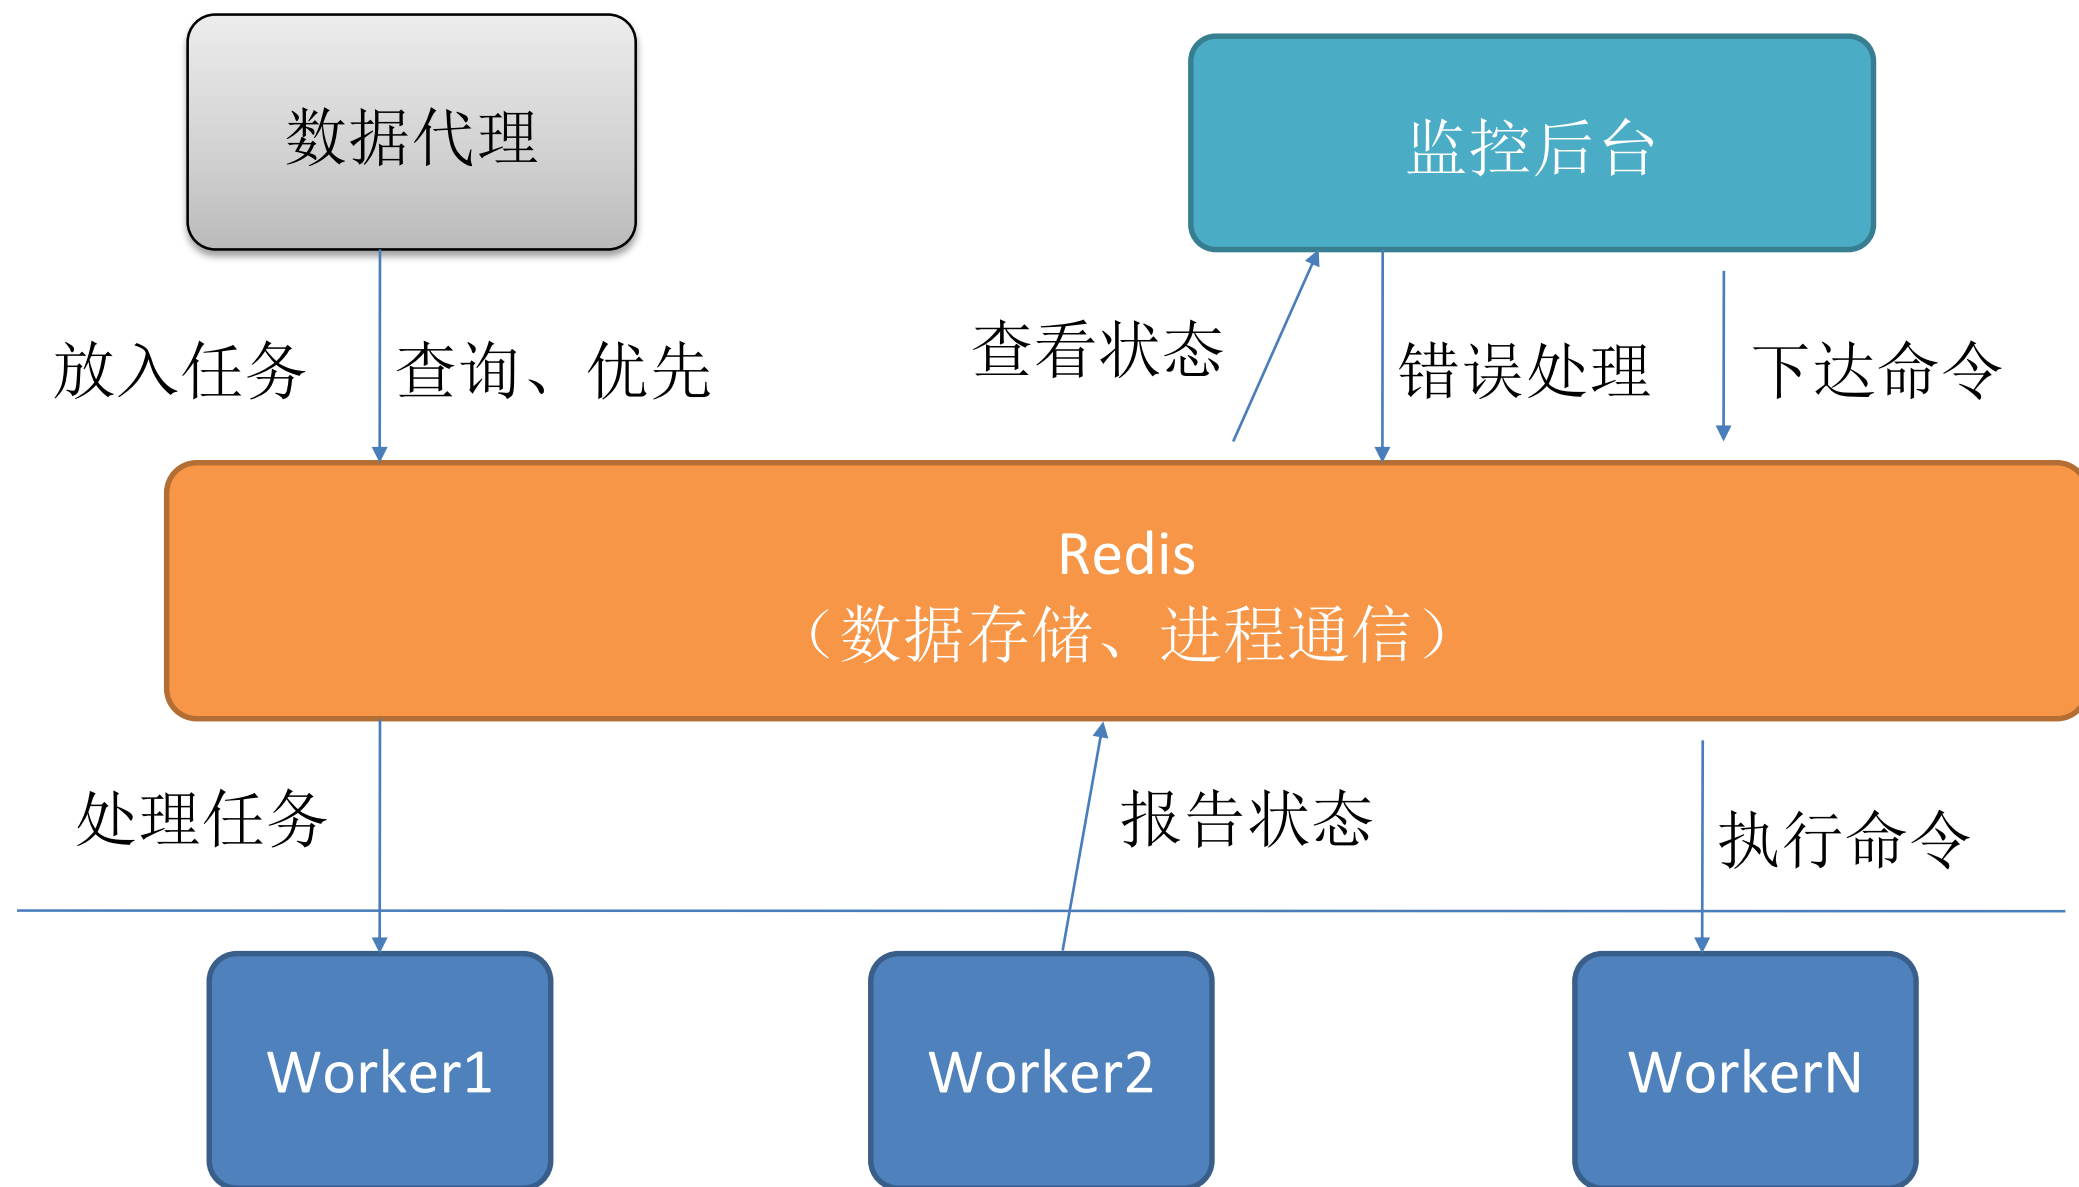 数据代理
监控后台
放入任务
查询、优先
查看状态
错误处理
下达命令
Redis
（数据存储、进程通信）
处理任务
报告状态
执行命令
Worker1
Worker2
WorkerN